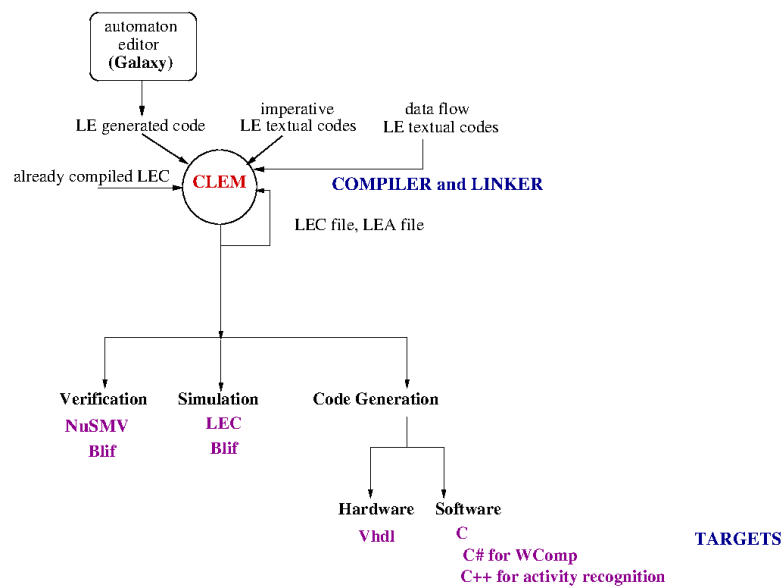 automaton
editor
(Galaxy)
LE generated code
imperative
LE textual codes
data flow
LE textual codes
already compiled LEC
CLEM
COMPILER and LINKER
LEC file, LEA file
Verification
NuSMV
Blif
Simulation
LEC
Blif
Code Generation
Hardware
Vhdl
Software
C
C# for WComp
C++ for activity recognition
TARGETS